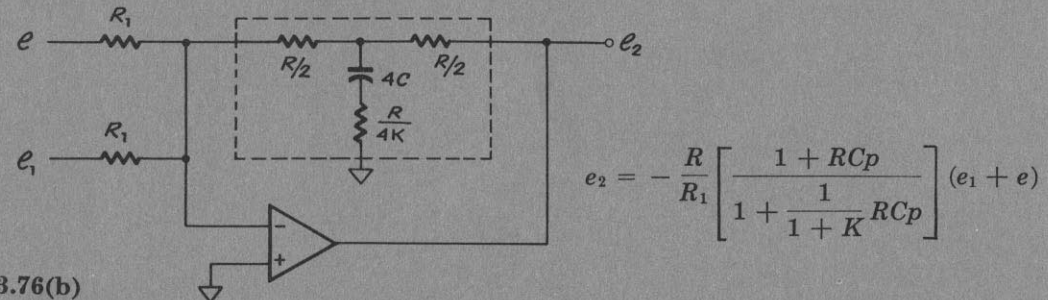 R₁
e
R/2
R/2
e₂
4C
R/4K
R₁
e₁
e₂ = − R/R₁ [ (1 + RCp) / (1 + 1/(1 + K) RCp) ] (e₁ + e)
−
+
3.76(b)